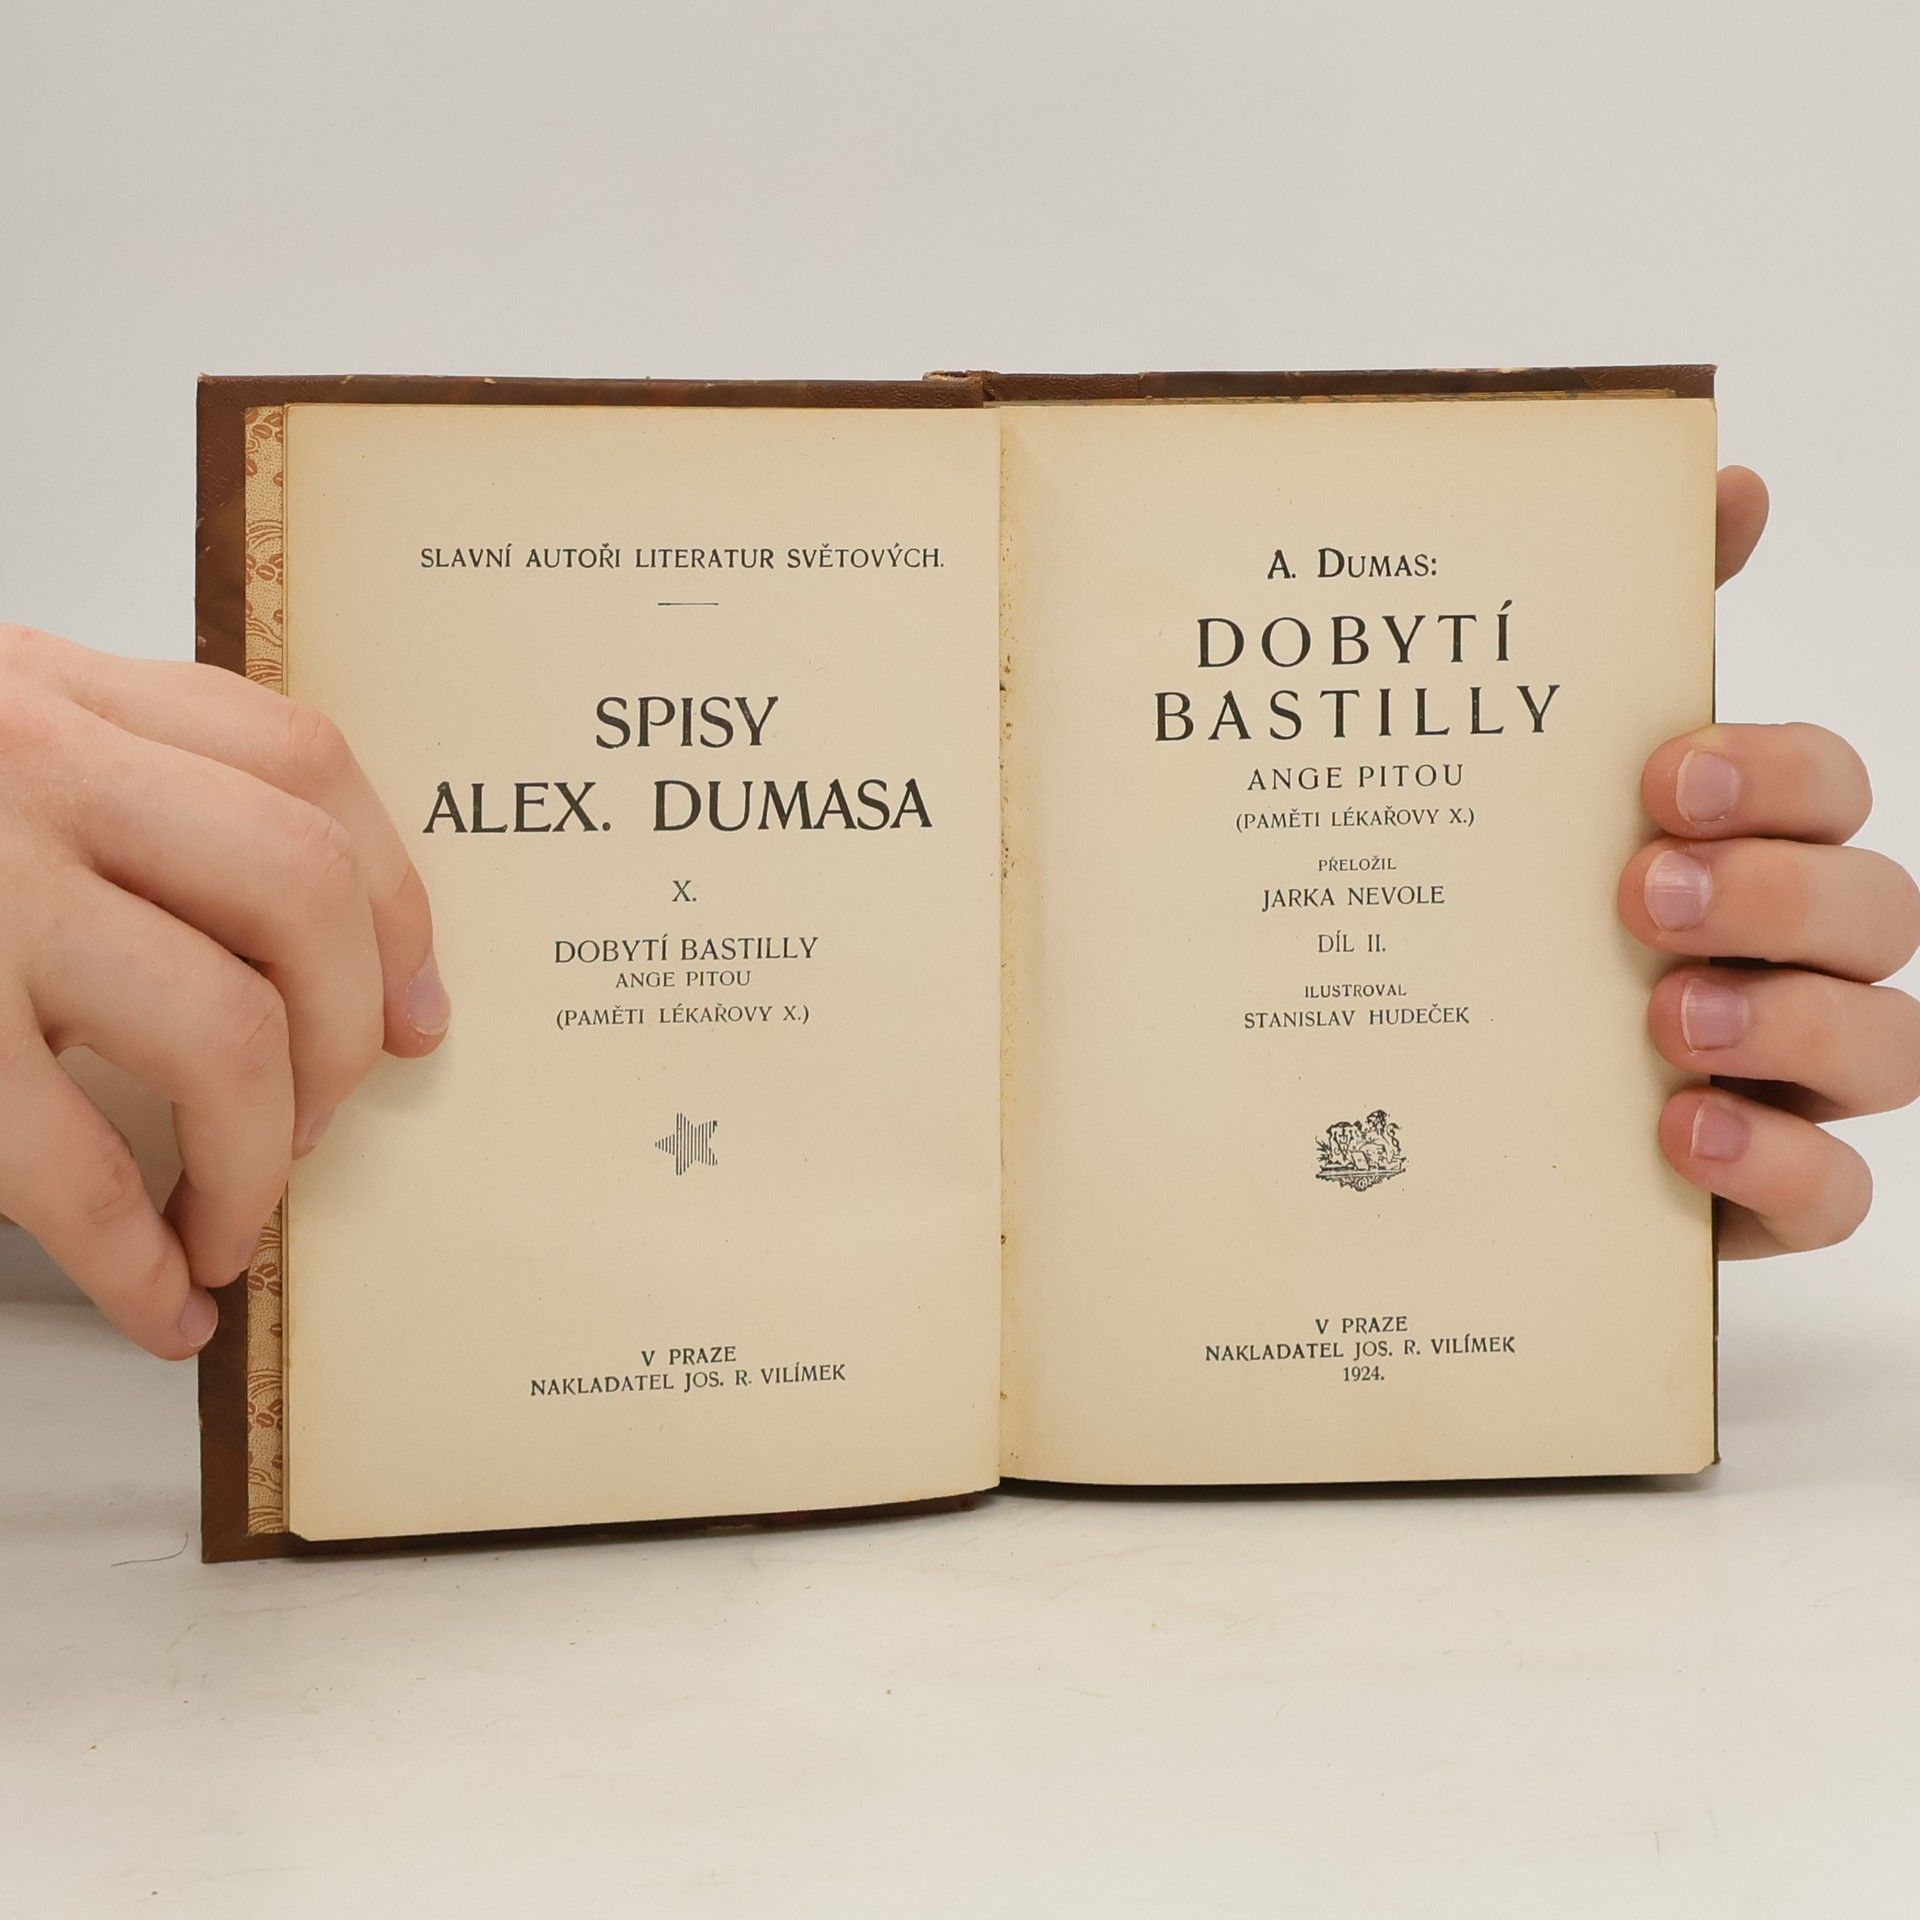 SLAVNÍ AUTOŘI LITERATUR SVĚTOVÝCH.
SPISY
ALEX. DUMASA
X.
DOBYTÍ BASTILLY
ANGE PITOU
(PAMĚTI LÉKAŘOVY X.)
V PRAZE
NAKLADATEL JOS. R. VILÍMEK
A. DUMAS:
DOBYTÍ
BASTILLY
ANGE PITOU
(PAMĚTI LÉKAŘOVY X.)
PŘELOŽIL
JARKA NEVOLE
DÍL II.
ILUSTROVAL
STANISLAV HUDEČEK
V PRAZE
NAKLADATEL JOS. R. VILÍMEK
1924.